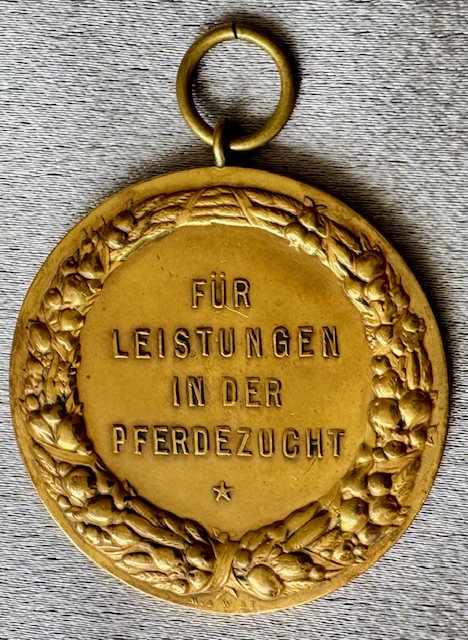 FÜR
LEISTUNGEN
IN DER
PFERDEZUCHT